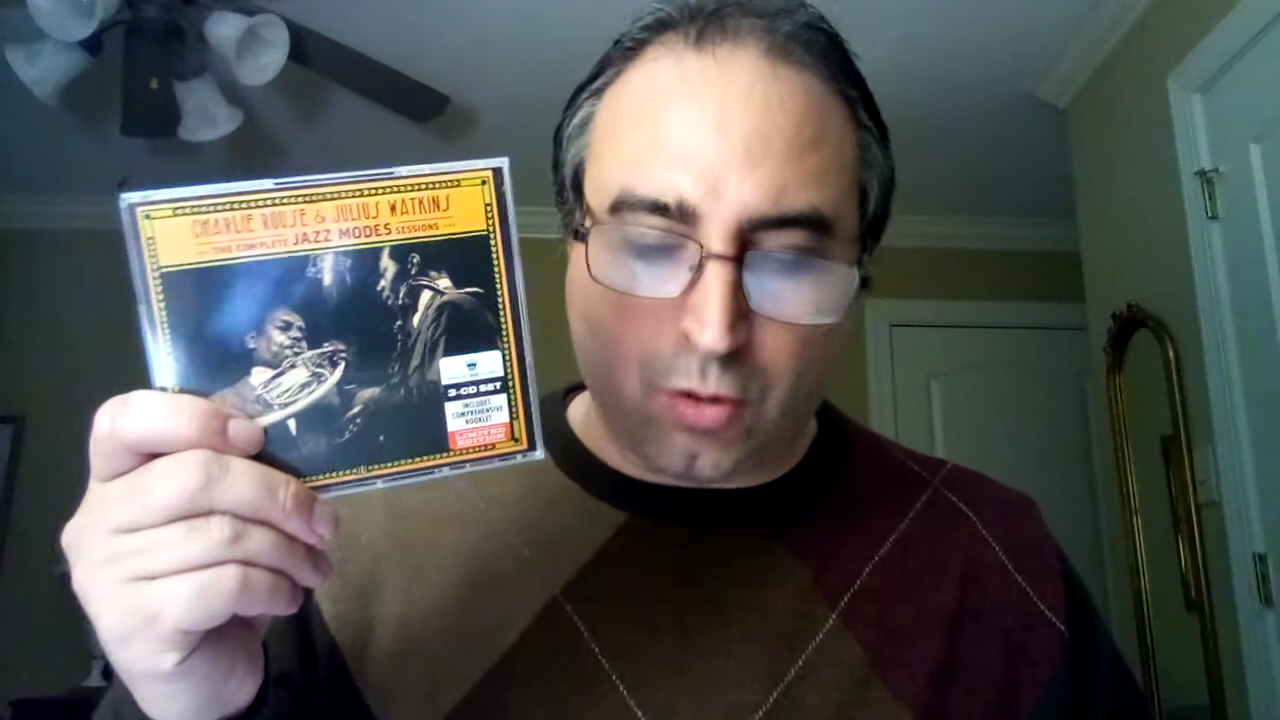 CHARLIE ROUSE & JULIUS WATKINS
THE COMPLETE JAZZ MODES SESSIONS
3-CD SET
INCLUDES
COMPREHENSIVE
BOOKLET
LIMITED
EDITION